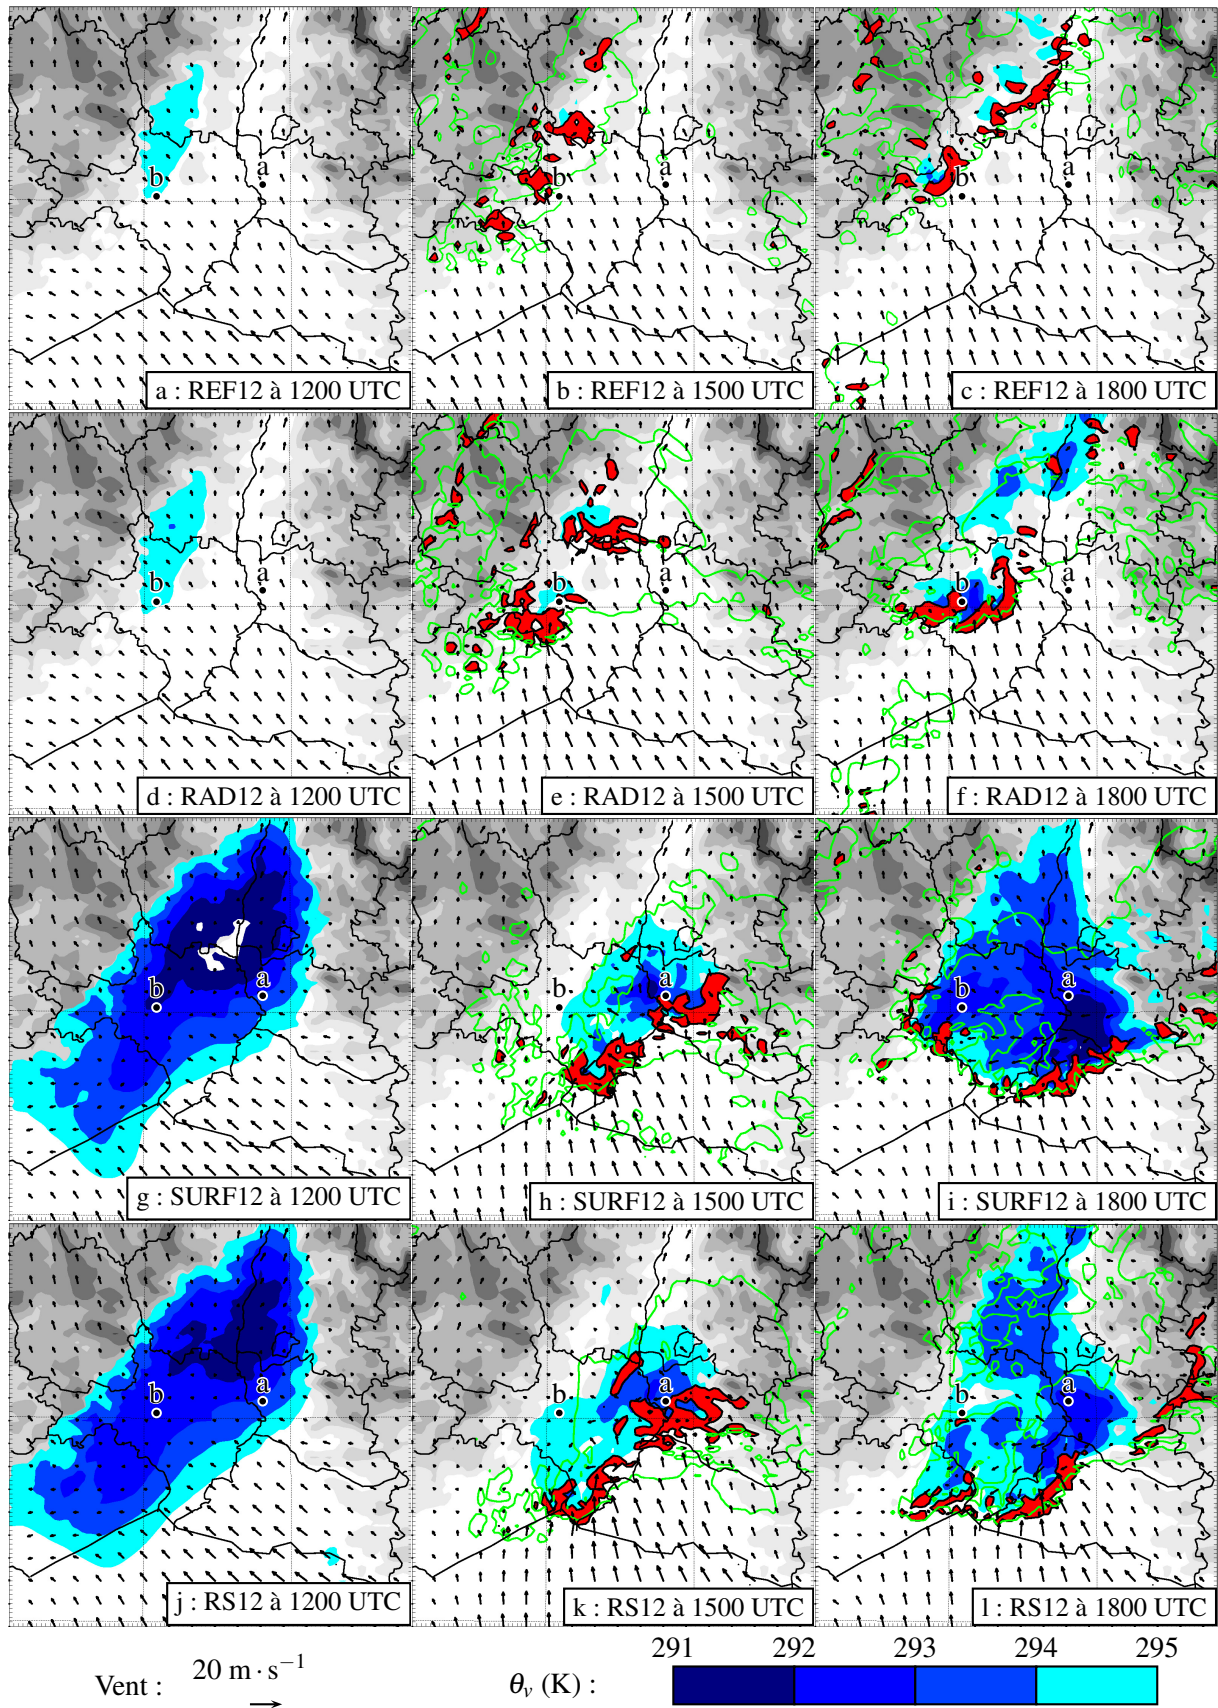 b
a
a : REF12 à 1200 UTC
b
b : REF12 à 1500 UTC
a
b
c : REF12 à 1800 UTC
b
a
d : RAD12 à 1200 UTC
b
a
e : RAD12 à 1500 UTC
b
a
f : RAD12 à 1800 UTC
b
a
g : SURF12 à 1200 UTC
b
a
h : SURF12 à 1500 UTC
b
a
i : SURF12 à 1800 UTC
b
a
j : RS12 à 1200 UTC
b
a
k : RS12 à 1500 UTC
b
a
l : RS12 à 1800 UTC
Vent : 20 m · s⁻¹
θv (K) : 291 292 293 294 295